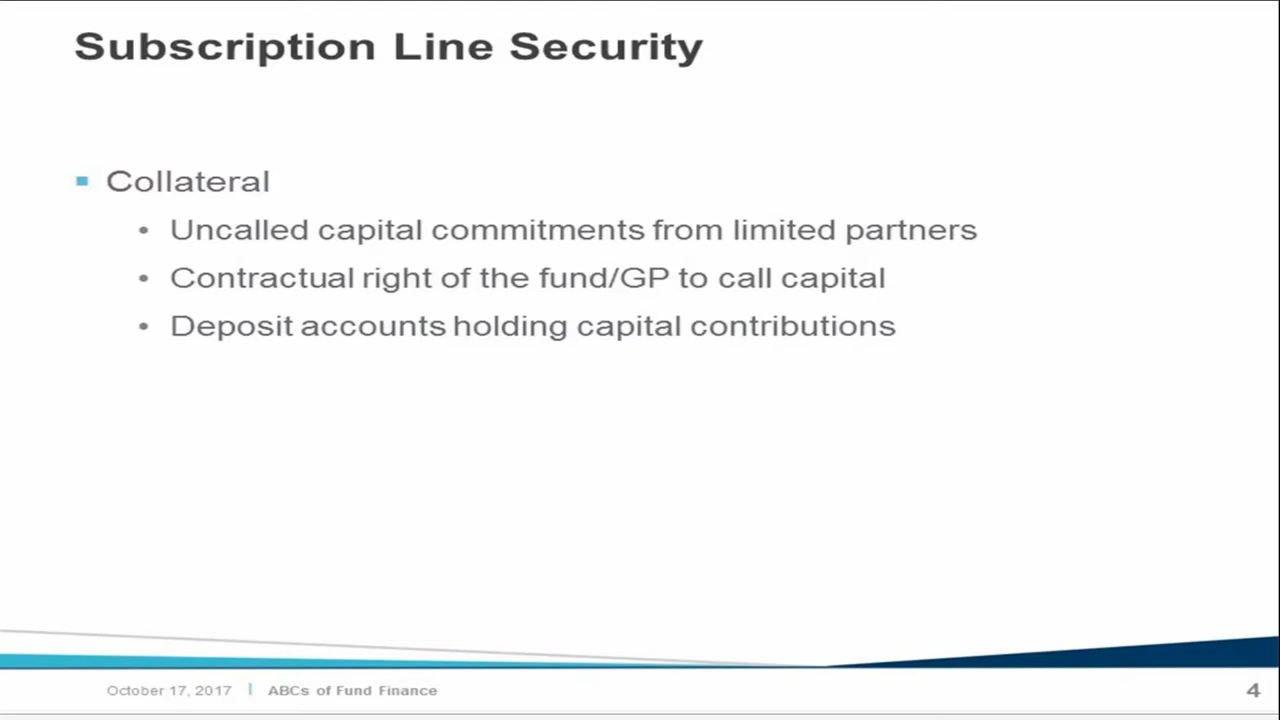 Subscription Line Security
Collateral
Uncalled capital commitments from limited partners
Contractual right of the fund/GP to call capital
Deposit accounts holding capital contributions
October 17, 2017 | ABCs of Fund Finance
4